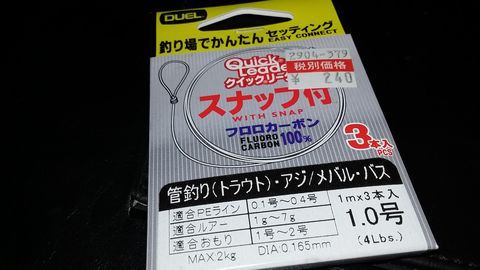 DUEL
釣り場でかんたん セッティング
EASY CONNECT
2904-379
税別価格
¥ 240
Quick Leader
クイックリーダー
スナップ付
WITH SNAP
フロロカーボン 100%
FLUORO CARBON
3本入
PCS
管釣り(トラウト)・アジ/メバル・バス
適合PEライン 0.1号~0.4号
適合ルアー 1g~7g
適合おもり 1号~2号
MAX.2kg DIA.0.165mm
1m×3本入
1.0号
(4Lbs.)